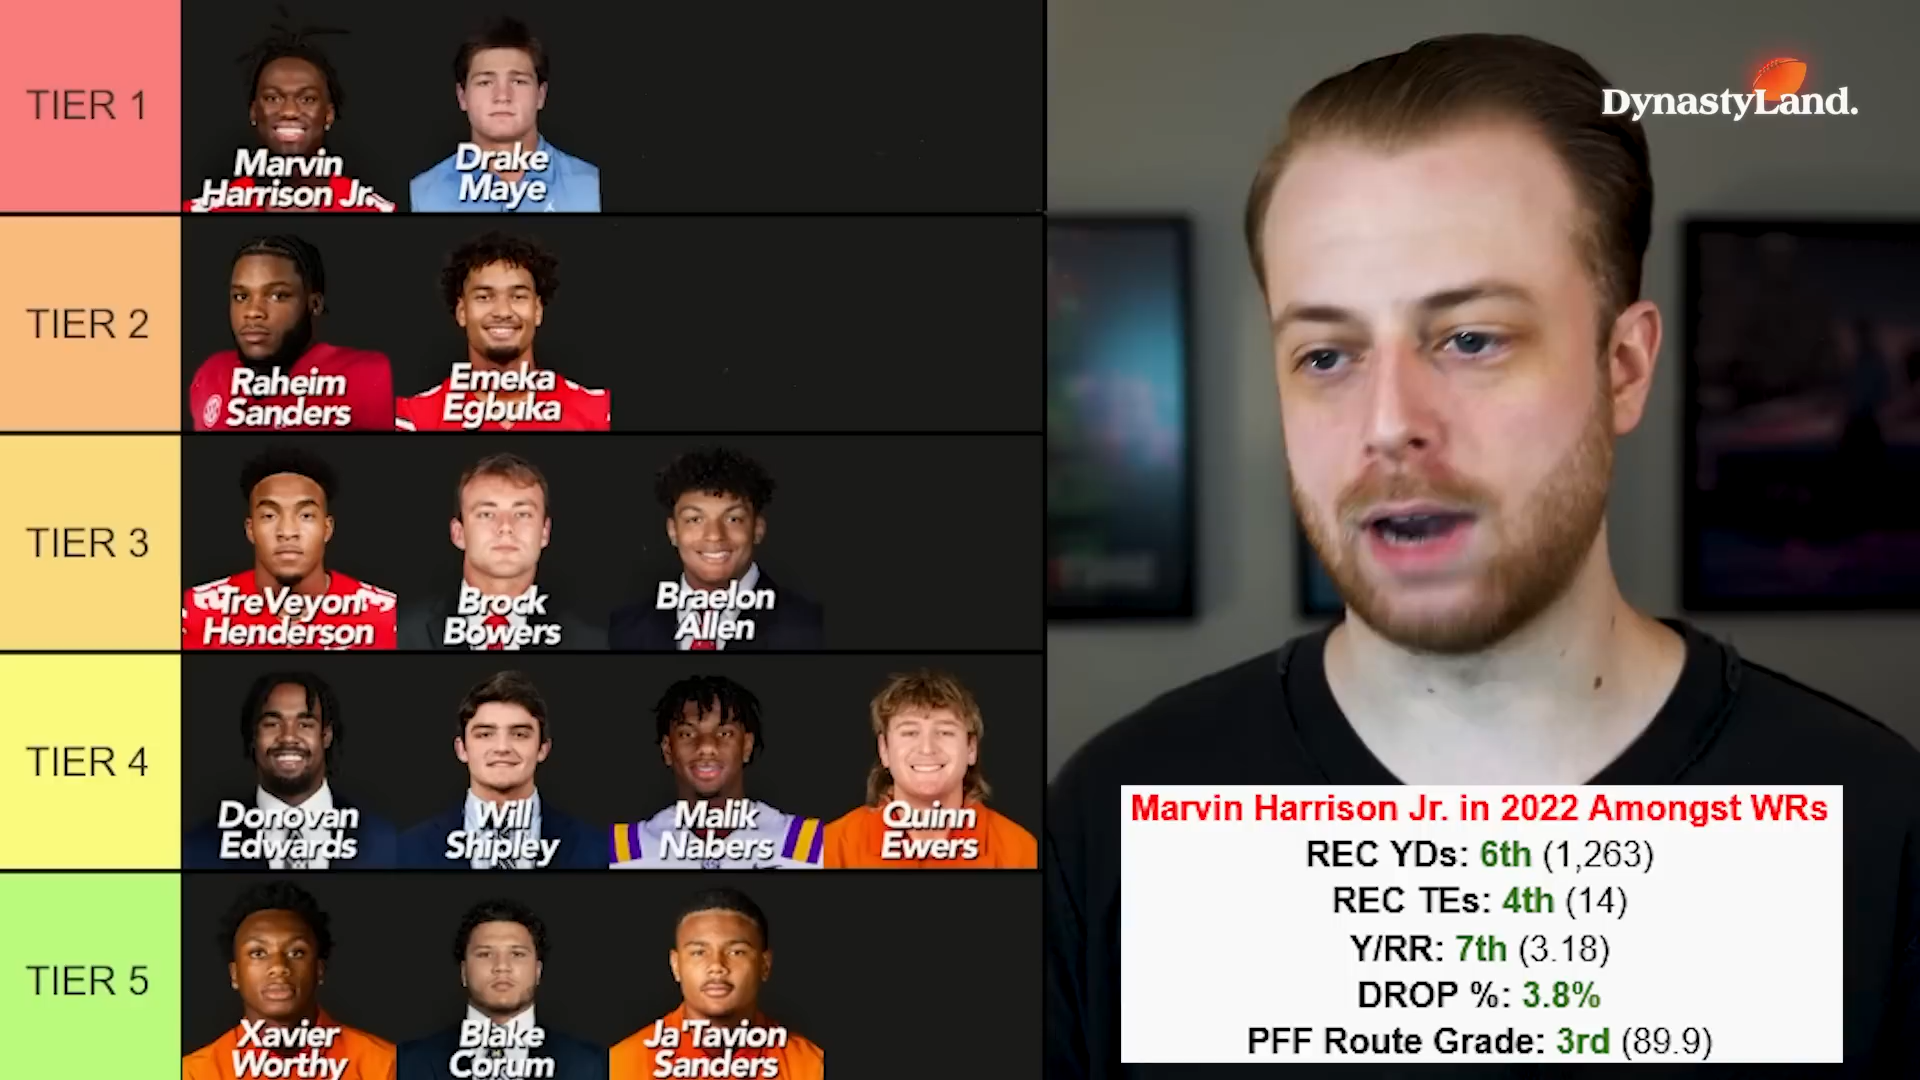 TIER 1
Marvin
Harrison Jr.
Drake
Maye
TIER 2
Raheim
Sanders
Emeka
Egbuka
TIER 3
TreVeyon
Henderson
Brock
Bowers
Braelon
Allen
TIER 4
Donovan
Edwards
Will
Shipley
Malik
Nabers
Quinn
Ewers
TIER 5
Xavier
Worthy
Blake
Corum
Ja'Tavion
Sanders
DynastyLand.
Marvin Harrison Jr. in 2022 Amongst WRs
REC YDs: 6th (1,263)
REC TEs: 4th (14)
Y/RR: 7th (3.18)
DROP %: 3.8%
PFF Route Grade: 3rd (89.9)